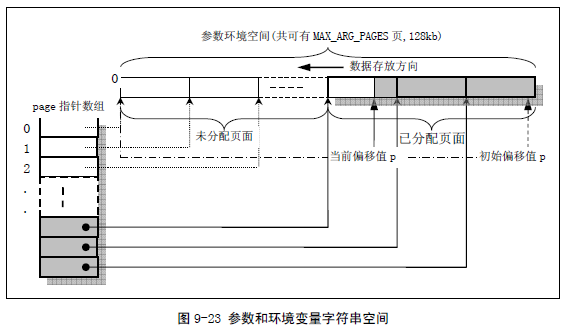 参数环境空间(共可有 MAX_ARG_PAGES 页,128kb)
数据存放方向
0
page 指针数组
0
1
2
.
.
未分配页面
已分配页面
当前偏移值 p
初始偏移值 p
图 9-23 参数和环境变量字符串空间